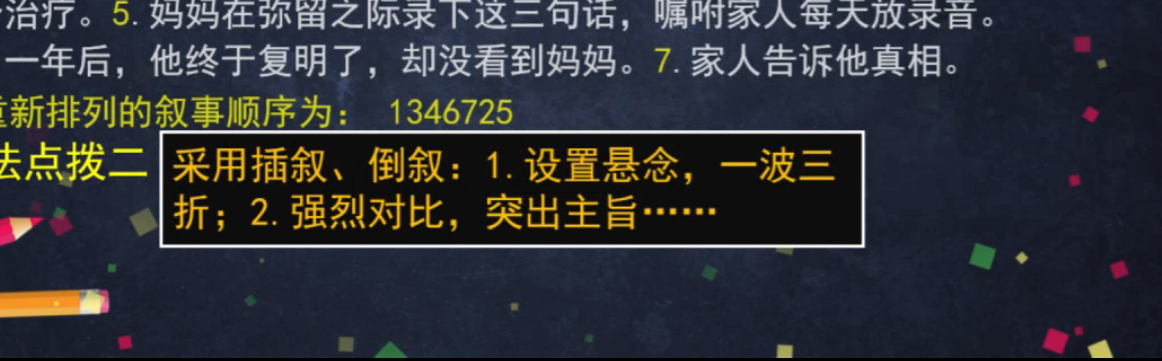 治疗。5.妈妈在弥留之际录下这三句话，嘱咐家人每天放录音。
一年后，他终于复明了，却没看到妈妈。7.家人告诉他真相。
重新排列的叙事顺序为： 1346725
法点拨二
采用插叙、倒叙：1.设置悬念，一波三
折；2.强烈对比，突出主旨……